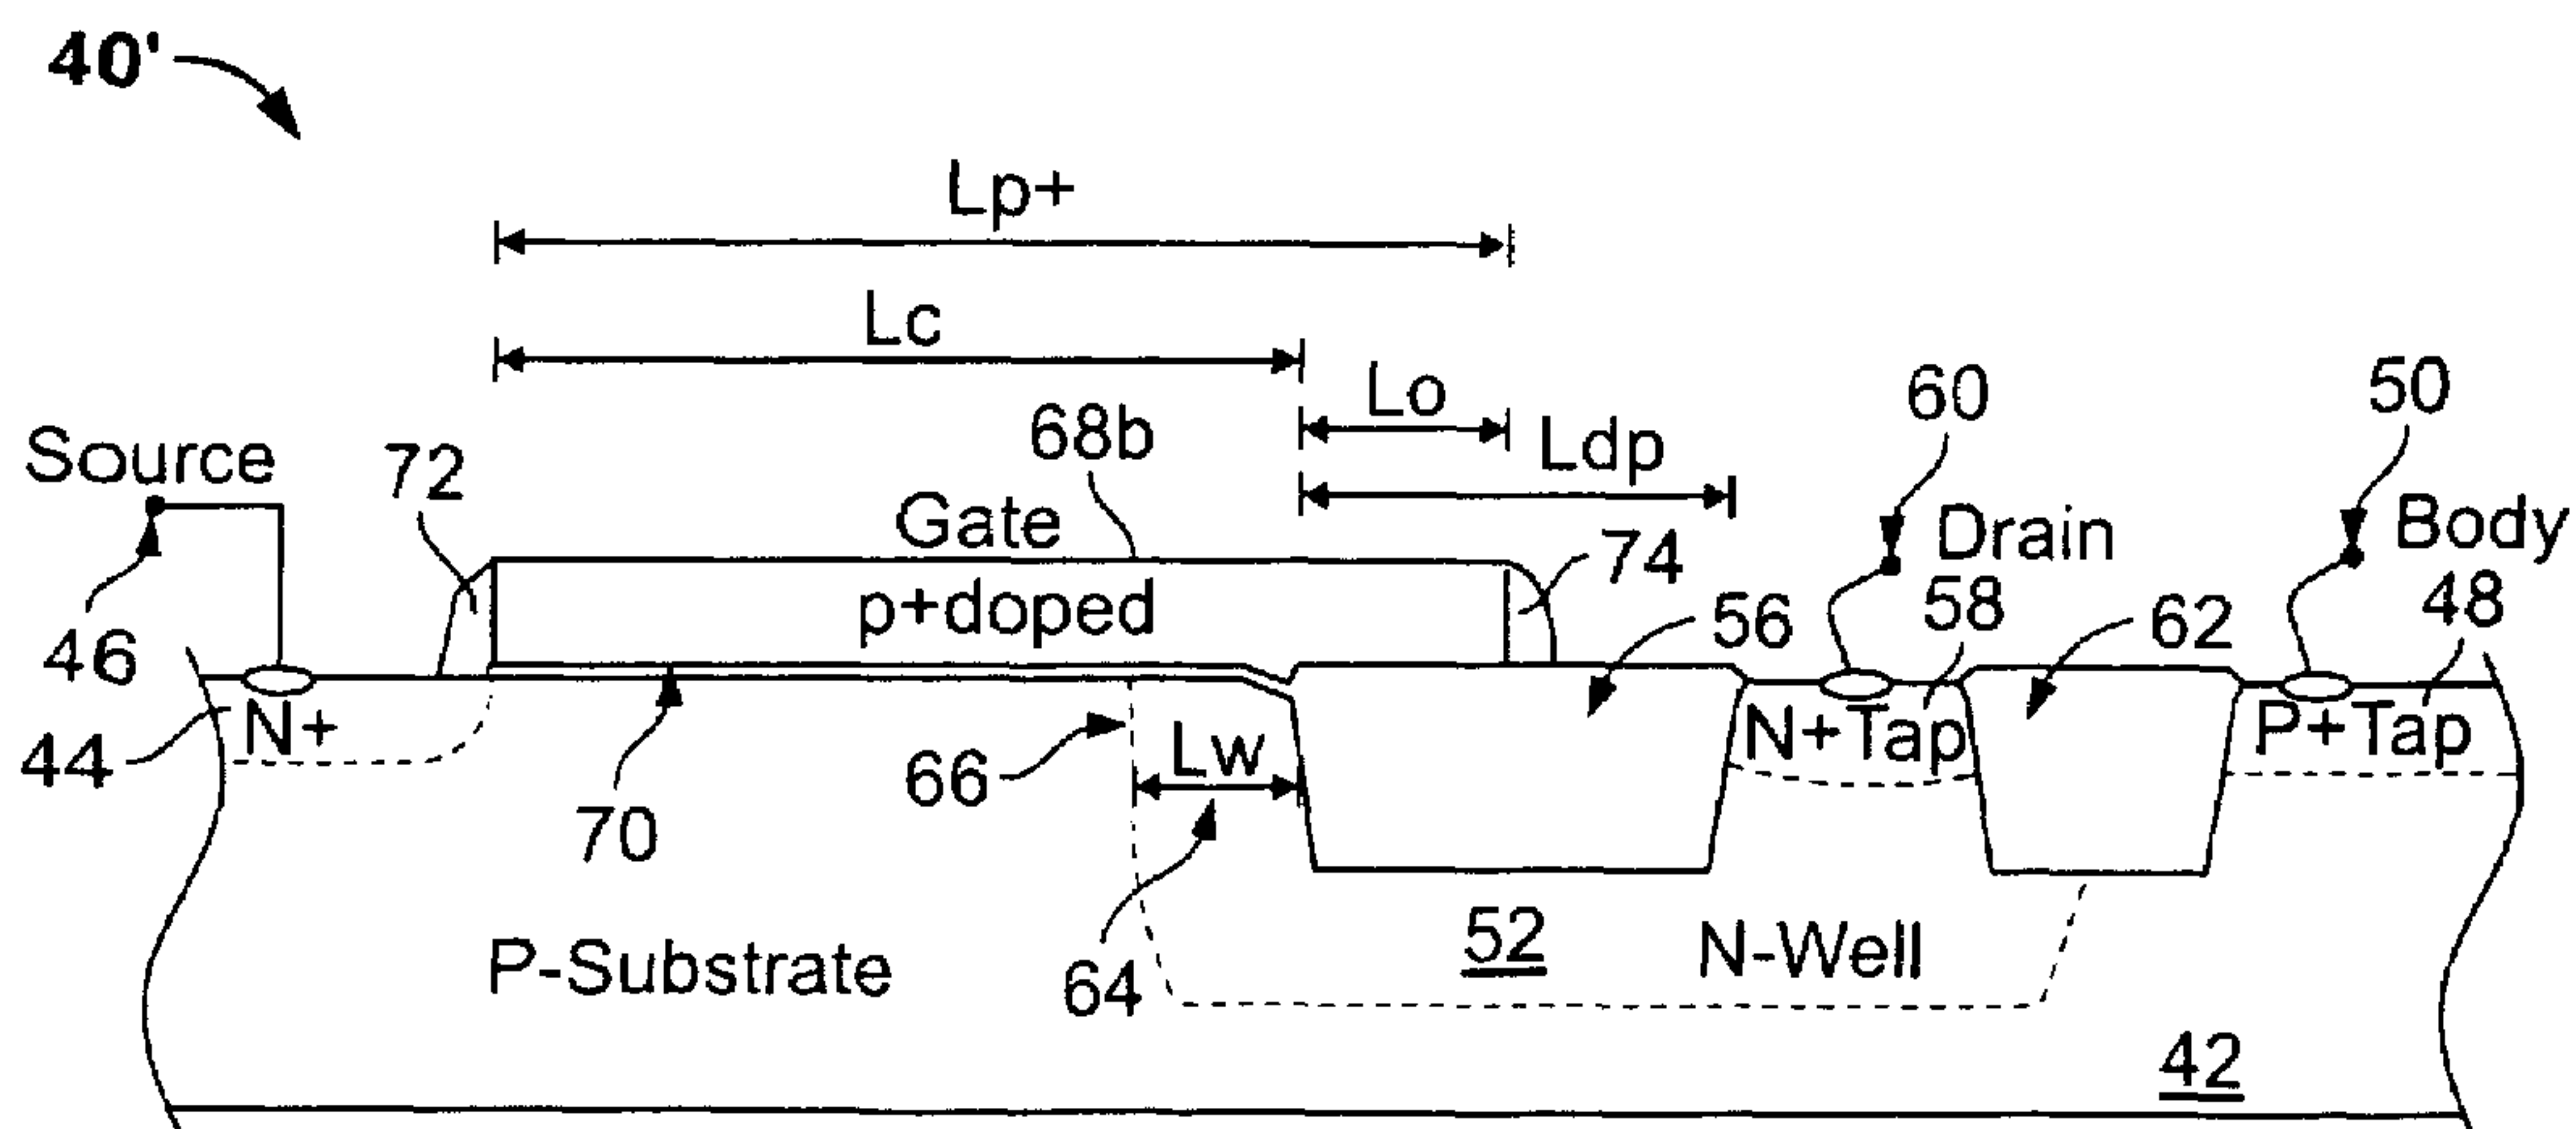 40'
Lp+
Lc
Lo
Ldp
60
50
Source
72
68b
Gate
Drain
Body
p+doped
74
56
58
62
48
46
44
N+
70
66
Lw
N+Tap
P+Tap
64
P-Substrate
52
N-Well
42